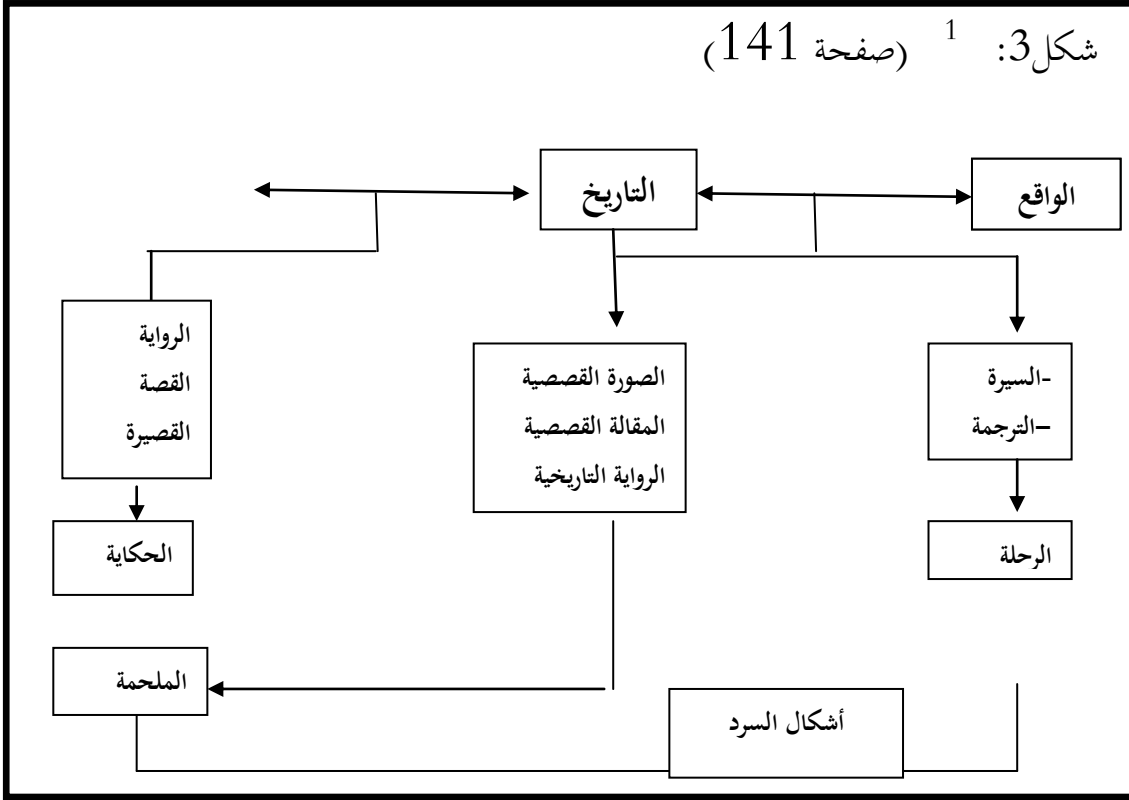 شكل3: 1 (صفحة 141)
الواقع
التاريخ
-السيرة
–الترجمة
الصورة القصصية
المقالة القصصية
الرواية التاريخية
الرواية
القصة
القصيرة
الرحلة
الحكاية
الملحمة
أشكال السرد